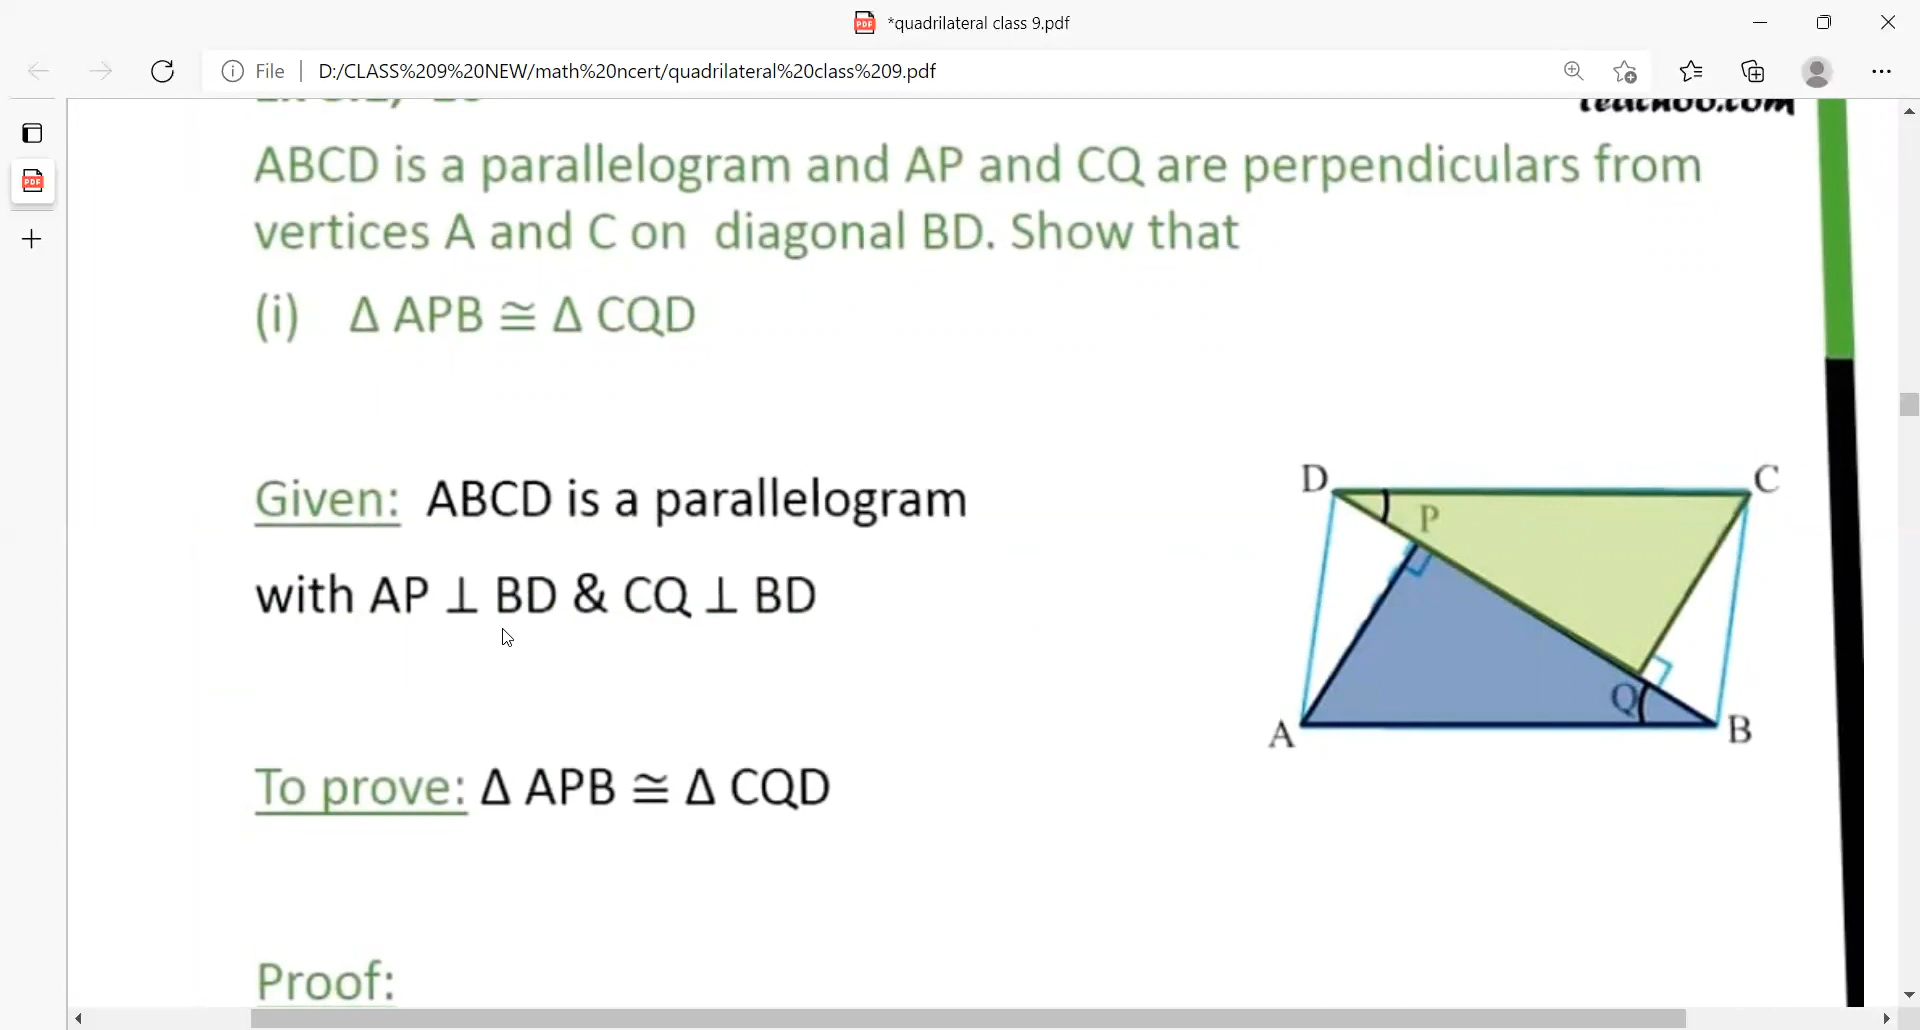 *quadrilateral class 9.pdf
File | D:/CLASS%209%20NEW/math%20ncert/quadrilateral%20class%209.pdf
teachoo.com
ABCD is a parallelogram and AP and CQ are perpendiculars from
vertices A and C on diagonal BD. Show that
(i) Δ APB ≅ Δ CQD
Given: ABCD is a parallelogram
with AP ⊥ BD & CQ ⊥ BD
D
C
P
Q
A
B
To prove: Δ APB ≅ Δ CQD
Proof: